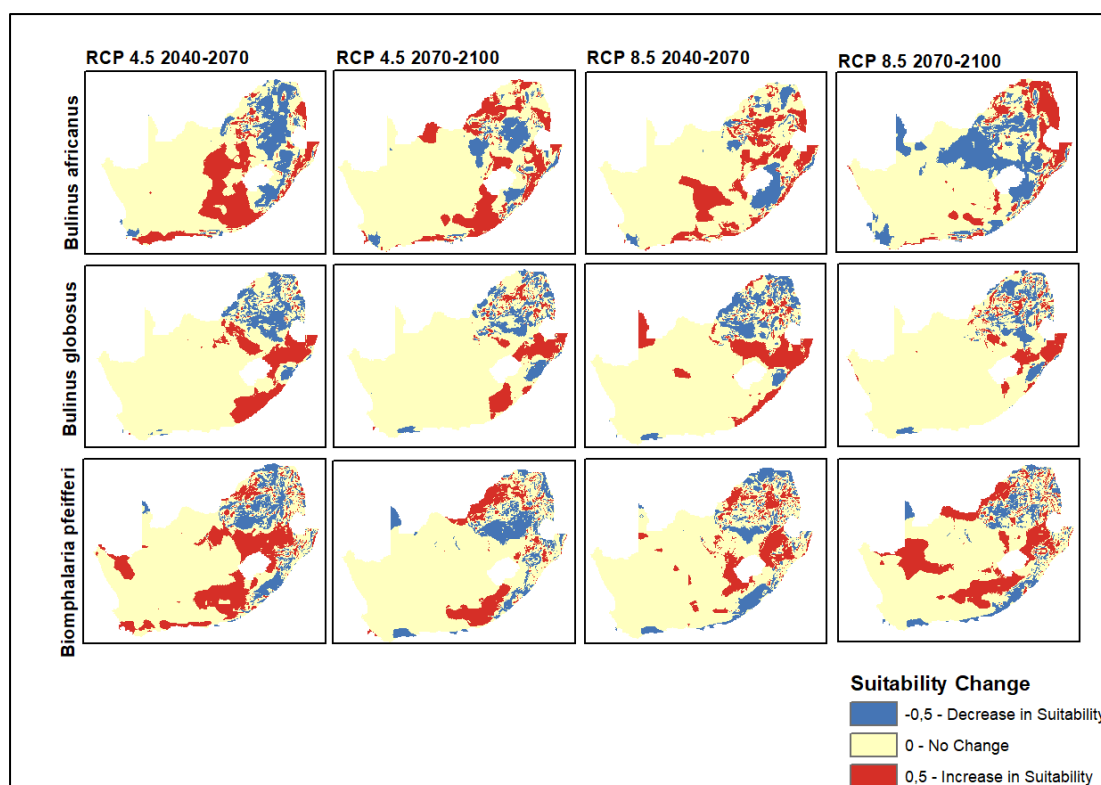 RCP 4.5 2040-2070
RCP 4.5 2070-2100
RCP 8.5 2040-2070
RCP 8.5 2070-2100
Bulinus africanus
Bulinus globosus
Biomphalaria pfeifferi
Suitability Change
-0,5 - Decrease in Suitability
0 - No Change
0,5 - Increase in Suitability